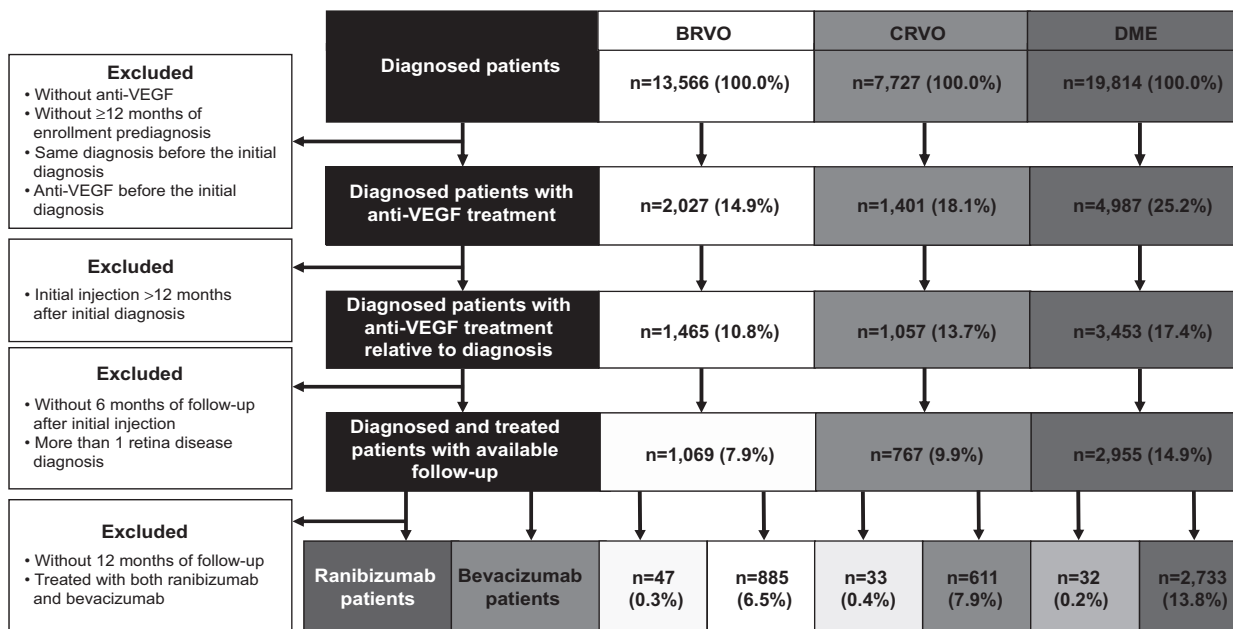 BRVO
CRVO
DME
Diagnosed patients
n=13,566 (100.0%)
n=7,727 (100.0%)
n=19,814 (100.0%)
Excluded
• Without anti-VEGF
• Without ≥12 months of
enrollment prediagnosis
• Same diagnosis before the initial
diagnosis
• Anti-VEGF before the initial
diagnosis
Diagnosed patients with
anti-VEGF treatment
n=2,027 (14.9%)
n=1,401 (18.1%)
n=4,987 (25.2%)
Excluded
• Initial injection >12 months
after initial diagnosis
Diagnosed patients with
anti-VEGF treatment
relative to diagnosis
n=1,465 (10.8%)
n=1,057 (13.7%)
n=3,453 (17.4%)
Excluded
• Without 6 months of follow-up
after initial injection
• More than 1 retina disease
diagnosis
Diagnosed and treated
patients with available
follow-up
n=1,069 (7.9%)
n=767 (9.9%)
n=2,955 (14.9%)
Excluded
• Without 12 months of follow-up
• Treated with both ranibizumab
and bevacizumab
Ranibizumab
patients
Bevacizumab
patients
n=47
(0.3%)
n=885
(6.5%)
n=33
(0.4%)
n=611
(7.9%)
n=32
(0.2%)
n=2,733
(13.8%)